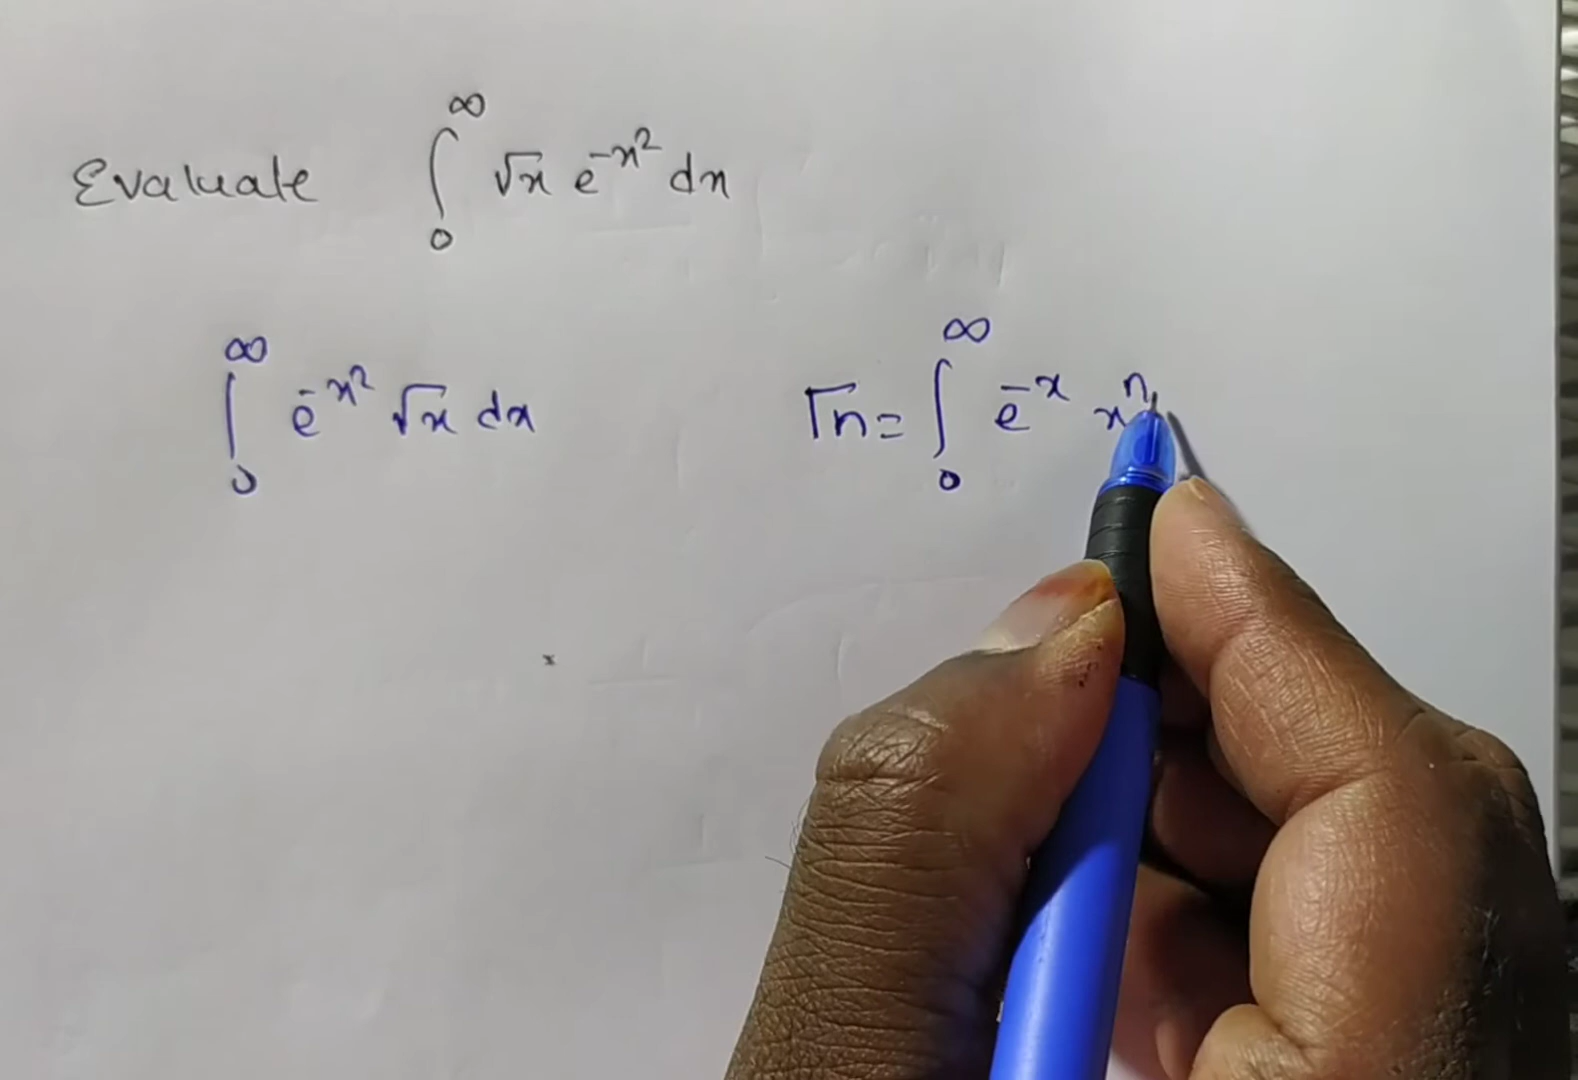 Evaluate ∫₀^∞ √x e^-x² dx
∫₀^∞ e^-x² √x dx
Γn = ∫₀^∞ e^-x x^n